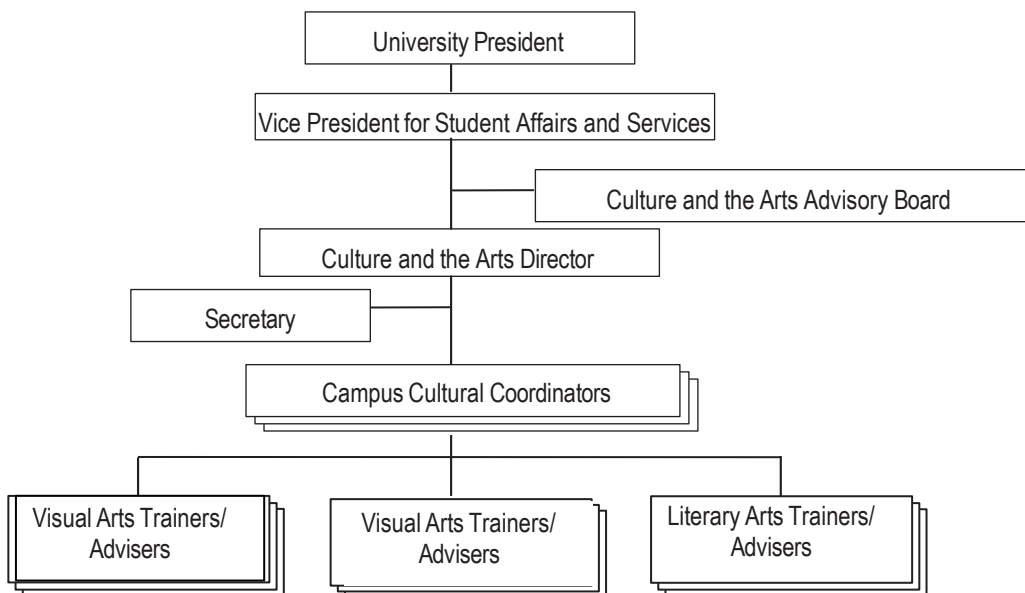 University President
Vice President for Student Affairs and Services
Culture and the Arts Advisory Board
Culture and the Arts Director
Secretary
Campus Cultural Coordinators
Visual Arts Trainers/
Advisers
Visual Arts Trainers/
Advisers
Literary Arts Trainers/
Advisers